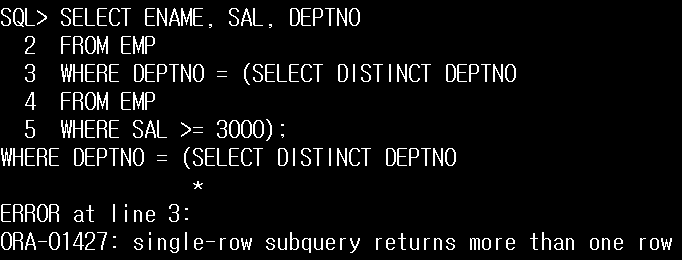 SQL> SELECT ENAME, SAL, DEPTNO
2 FROM EMP
3 WHERE DEPTNO = (SELECT DISTINCT DEPTNO
4 FROM EMP
5 WHERE SAL >= 3000);
WHERE DEPTNO = (SELECT DISTINCT DEPTNO
*
ERROR at line 3:
ORA-01427: single-row subquery returns more than one row